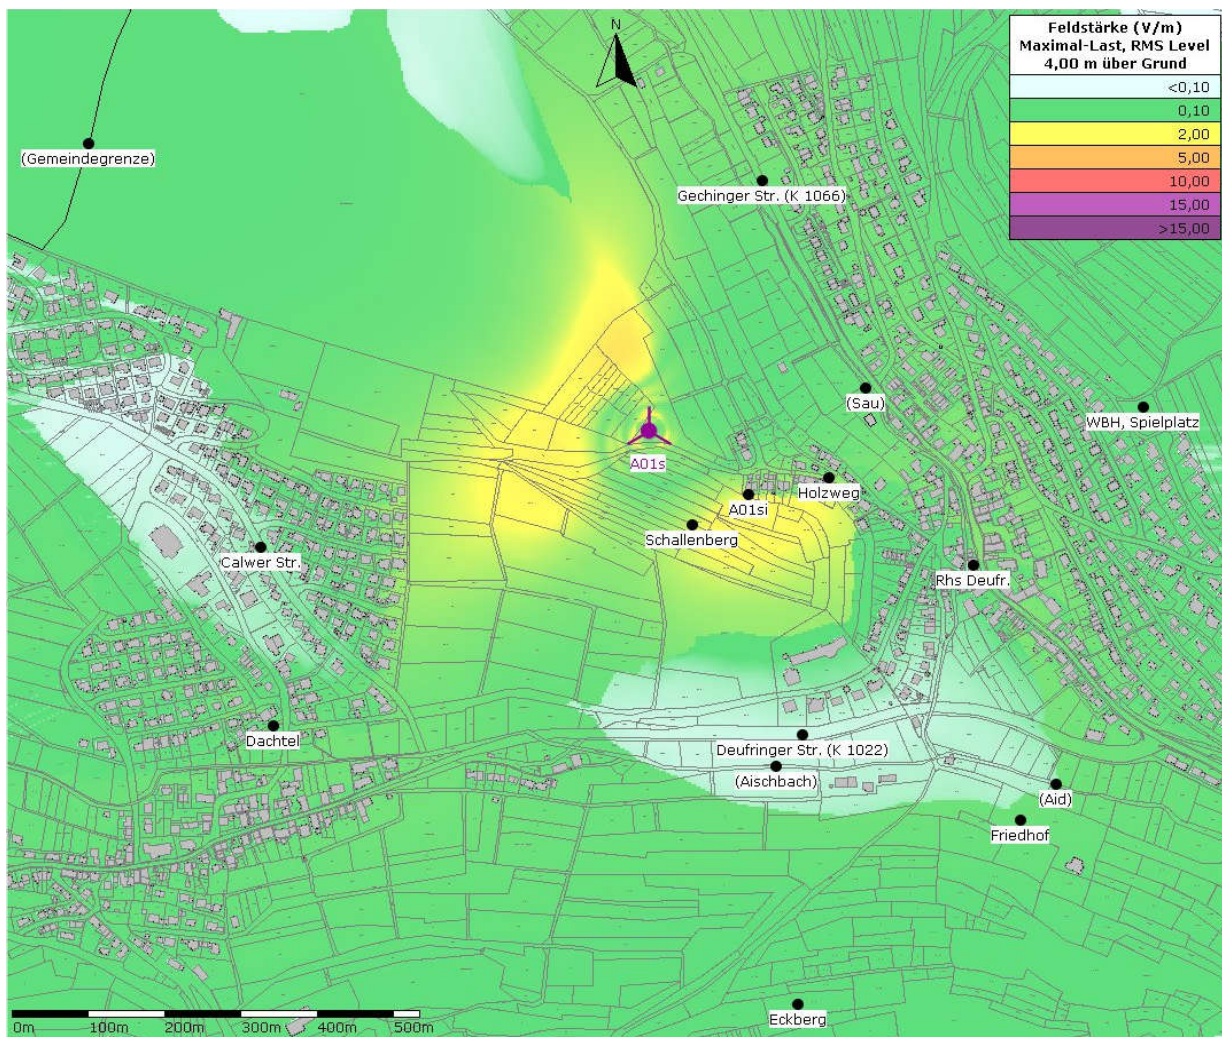 N
Feldstärke (V/m)
Maximal-Last, RMS Level
4,00 m über Grund
<0,10
0,10
2,00
5,00
10,00
15,00
>15,00
(Gemeindegrenze)
Gechinger Str. (K 1066)
(Sau)
WBH, Spielplatz
A01s
Holzweg
A01si
Schallenberg
Calwer Str.
Rhs Deufr.
Dachtel
Deufringer Str. (K 1022)
(Aischbach)
(Aid)
Friedhof
Eckberg
0m 100m 200m 300m 400m 500m